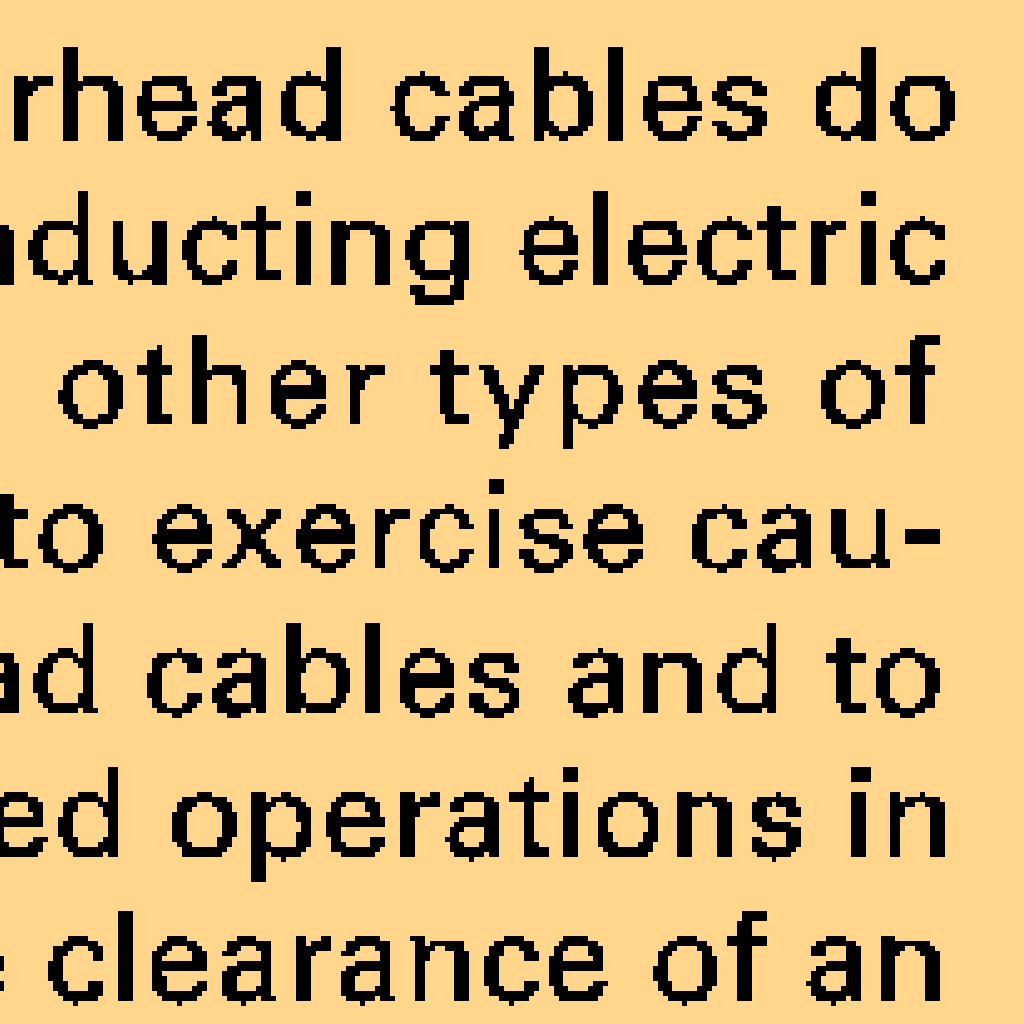 rhead cables do
ducting electric
other types of
to exercise cau-
ad cables and to
ed operations in
clearance of an